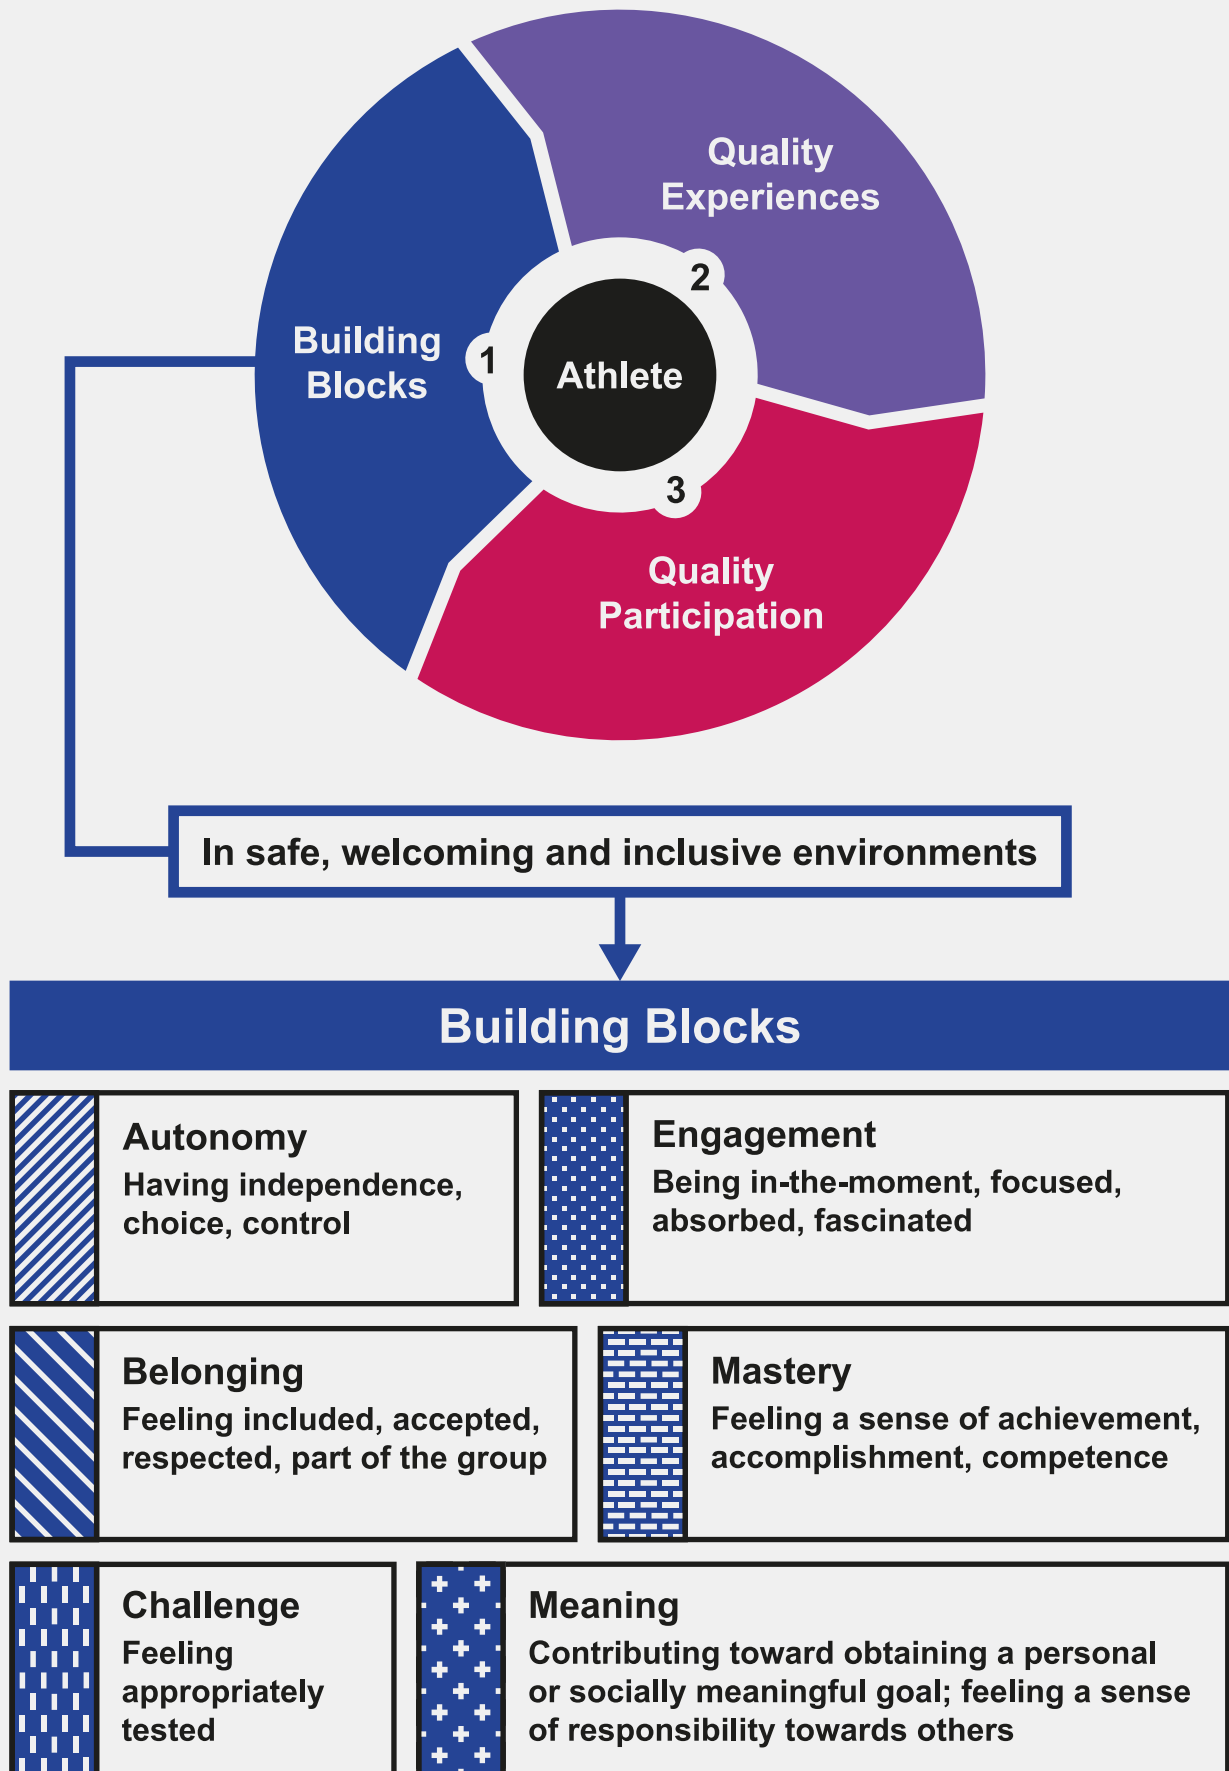 Quality
Experiences
2
Building
Blocks
1
Athlete
3
Quality
Participation
In safe, welcoming and inclusive environments
Building Blocks
Autonomy
Having independence,
choice, control
Engagement
Being in-the-moment, focused,
absorbed, fascinated
Belonging
Feeling included, accepted,
respected, part of the group
Mastery
Feeling a sense of achievement,
accomplishment, competence
Challenge
Feeling
appropriately
tested
Meaning
Contributing toward obtaining a personal
or socially meaningful goal; feeling a sense
of responsibility towards others